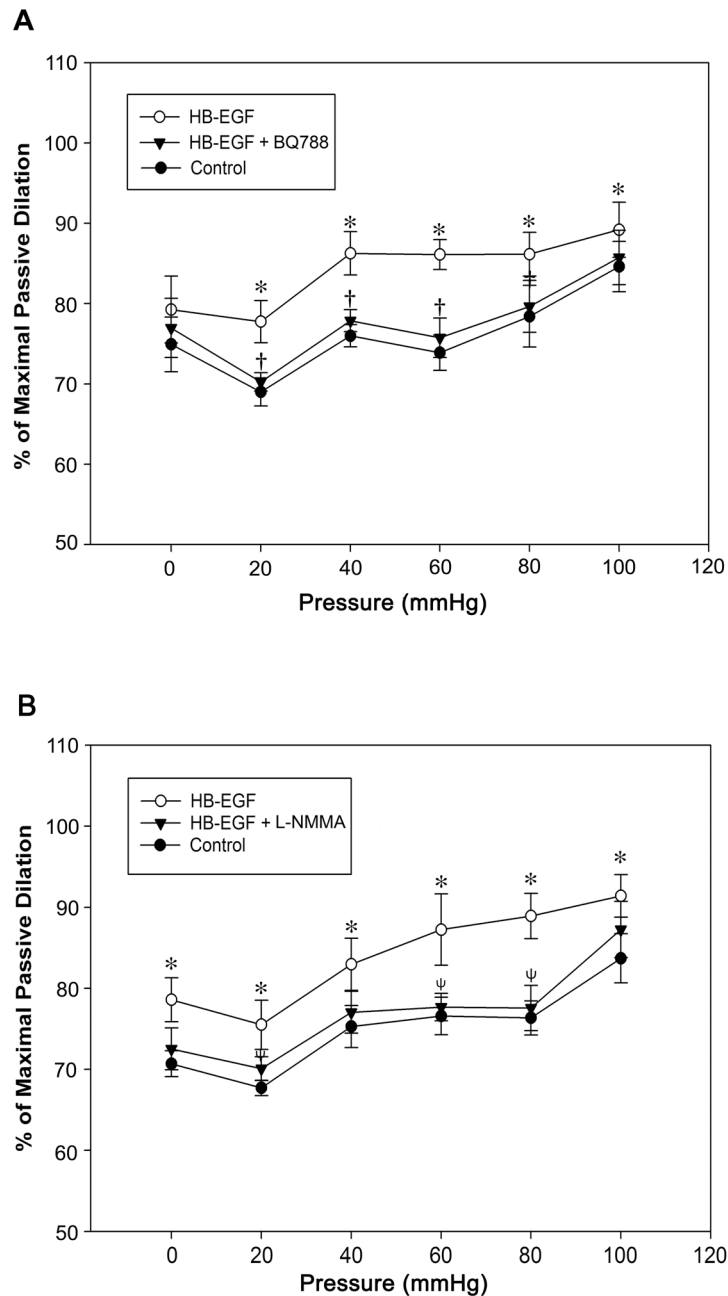 A
110
100
90
80
70
60
50
% of Maximal Passive Dilation
HB-EGF
HB-EGF + BQ788
Control
* * * * *
† † † †
0 20 40 60 80 100 120
Pressure (mmHg)
B
110
100
90
80
70
60
50
% of Maximal Passive Dilation
HB-EGF
HB-EGF + L-NMMA
Control
* * * * * *
ψ ψ ψ
0 20 40 60 80 100 120
Pressure (mmHg)